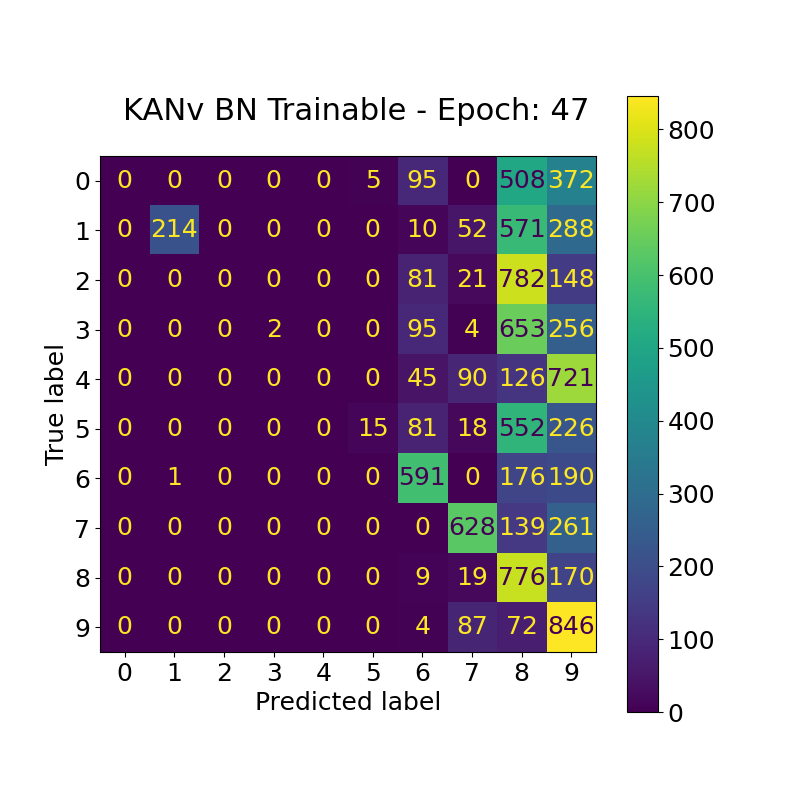 KANv BN Trainable - Epoch: 47
True label
0 0 0 0 0 0 5 95 0 508 372
1 0 214 0 0 0 0 10 52 571 288
2 0 0 0 0 0 0 81 21 782 148
3 0 0 0 2 0 0 95 4 653 256
4 0 0 0 0 0 0 45 90 126 721
5 0 0 0 0 0 15 81 18 552 226
6 0 1 0 0 0 0 591 0 176 190
7 0 0 0 0 0 0 0 628 139 261
8 0 0 0 0 0 0 9 19 776 170
9 0 0 0 0 0 0 4 87 72 846
0 1 2 3 4 5 6 7 8 9
Predicted label
800
700
600
500
400
300
200
100
0